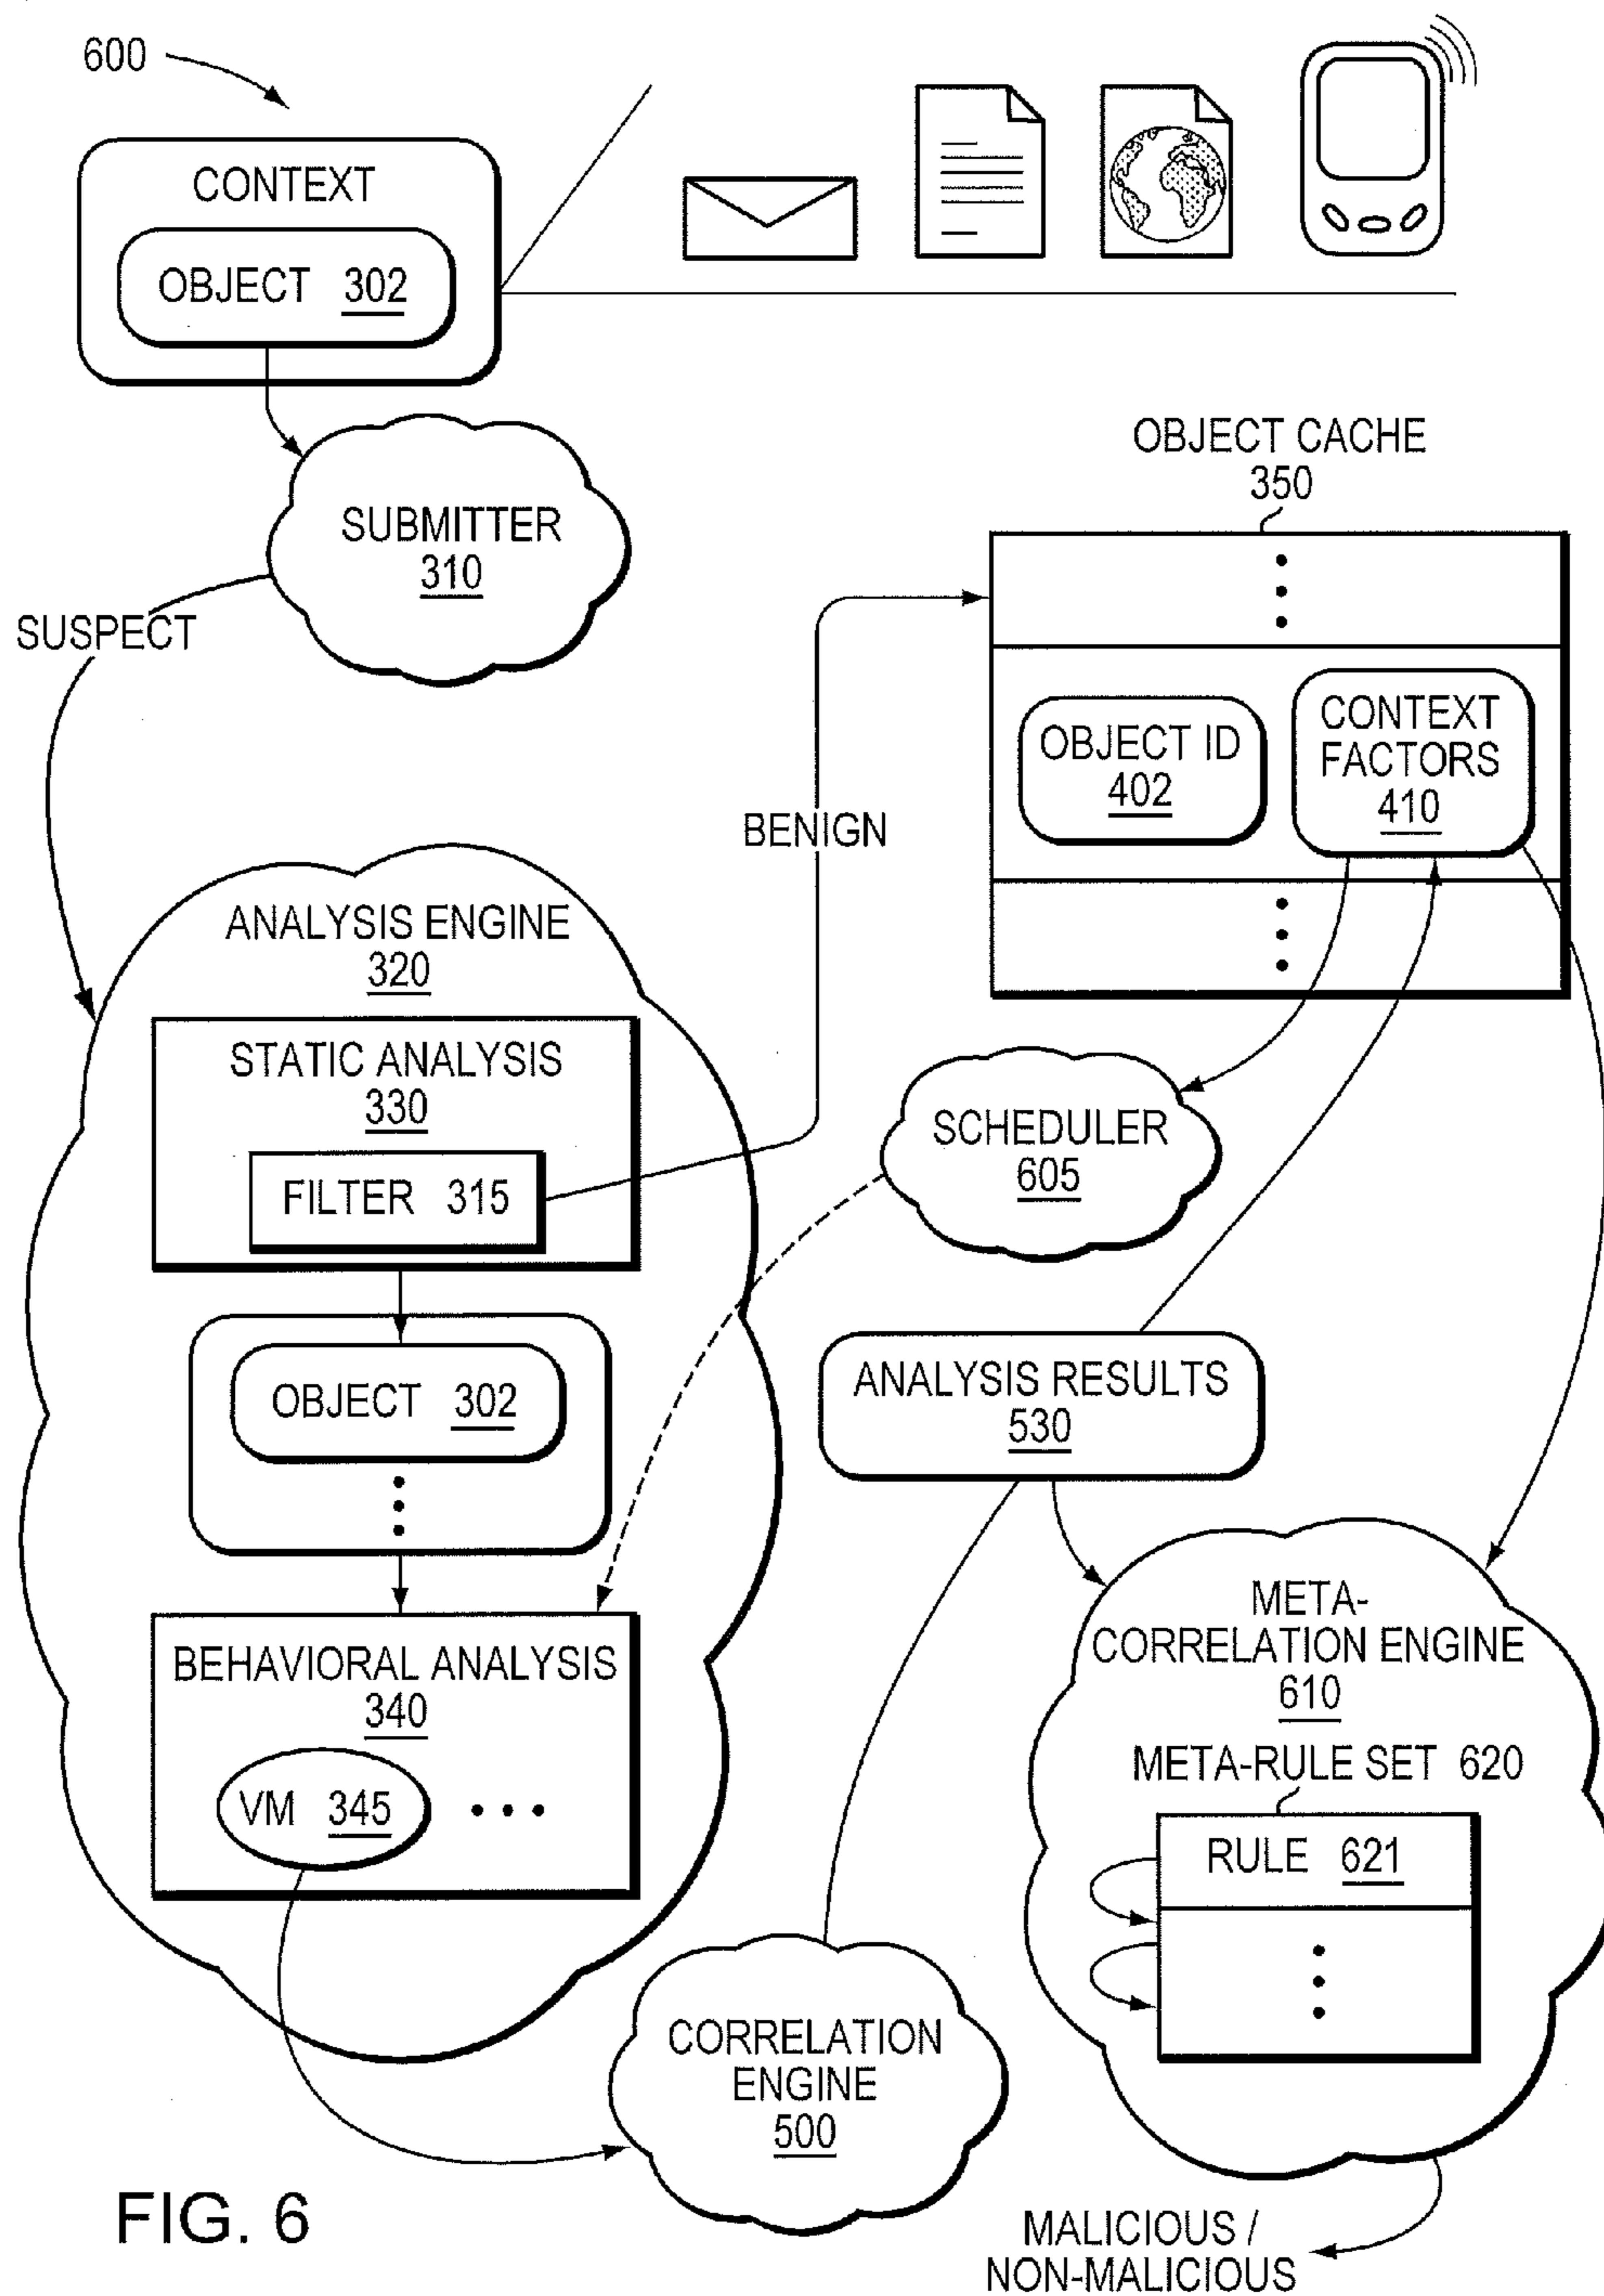 600
CONTEXT
OBJECT 302
SUBMITTER
310
SUSPECT
OBJECT CACHE
350
OBJECT ID
402
CONTEXT
FACTORS
410
BENIGN
ANALYSIS ENGINE
320
STATIC ANALYSIS
330
FILTER 315
SCHEDULER
605
OBJECT 302
ANALYSIS RESULTS
530
BEHAVIORAL ANALYSIS
340
VM 345
META-
CORRELATION ENGINE
610
META-RULE SET 620
RULE 621
CORRELATION
ENGINE
500
MALICIOUS /
NON-MALICIOUS
FIG. 6